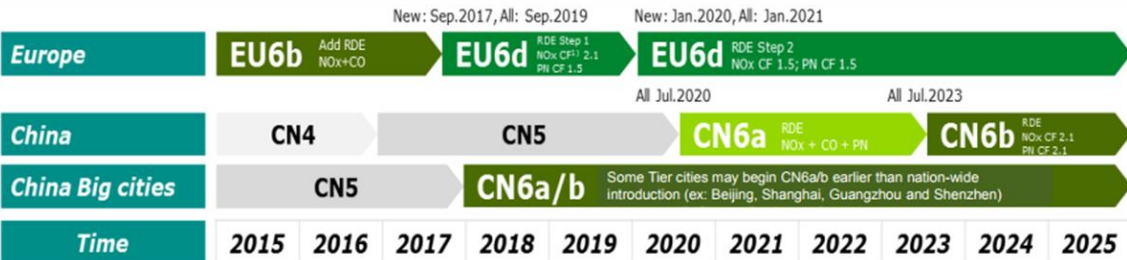 New: Sep.2017, All: Sep.2019 New: Jan.2020, All: Jan.2021
Europe
EU6b Add RDE
NOx+CO
EU6d RDE Step 1
NOx CF¹⁾ 2.1
PN CF 1.5
EU6d RDE Step 2
NOx CF 1.5; PN CF 1.5
All Jul.2020 All Jul.2023
China
CN4
CN5
CN6a RDE
NOx + CO + PN
CN6b RDE
NOx CF 2.1
PN CF 2.1
China Big cities
CN5
CN6a/b Some Tier cities may begin CN6a/b earlier than nation-wide
introduction (ex: Beijing, Shanghai, Guangzhou and Shenzhen)
Time 2015 2016 2017 2018 2019 2020 2021 2022 2023 2024 2025